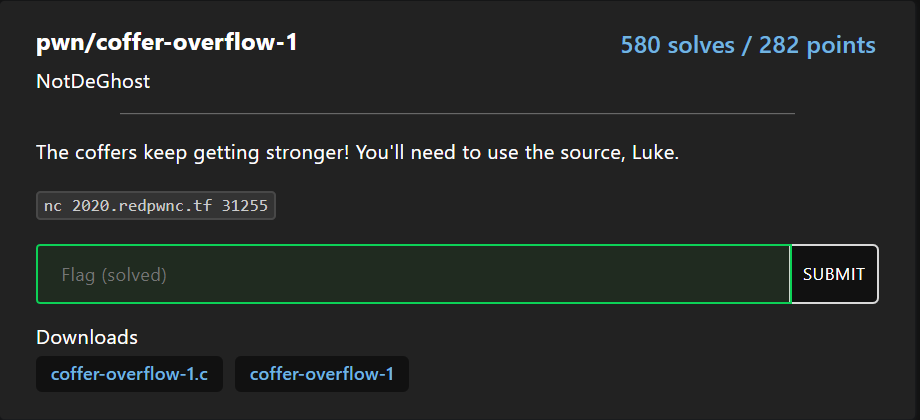 pwn/coffer-overflow-1
580 solves / 282 points
NotDeGhost
The coffers keep getting stronger! You'll need to use the source, Luke.
nc 2020.redpwnc.tf 31255
Flag (solved)
SUBMIT
Downloads
coffer-overflow-1.c
coffer-overflow-1